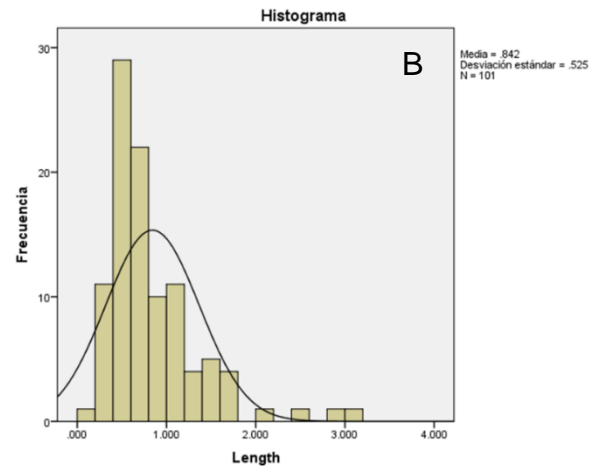 Histograma
B
Media = .842
Desviación estándar = .525
N = 101
Frecuencia
30
20
10
0
.000 1.000 2.000 3.000 4.000
Length